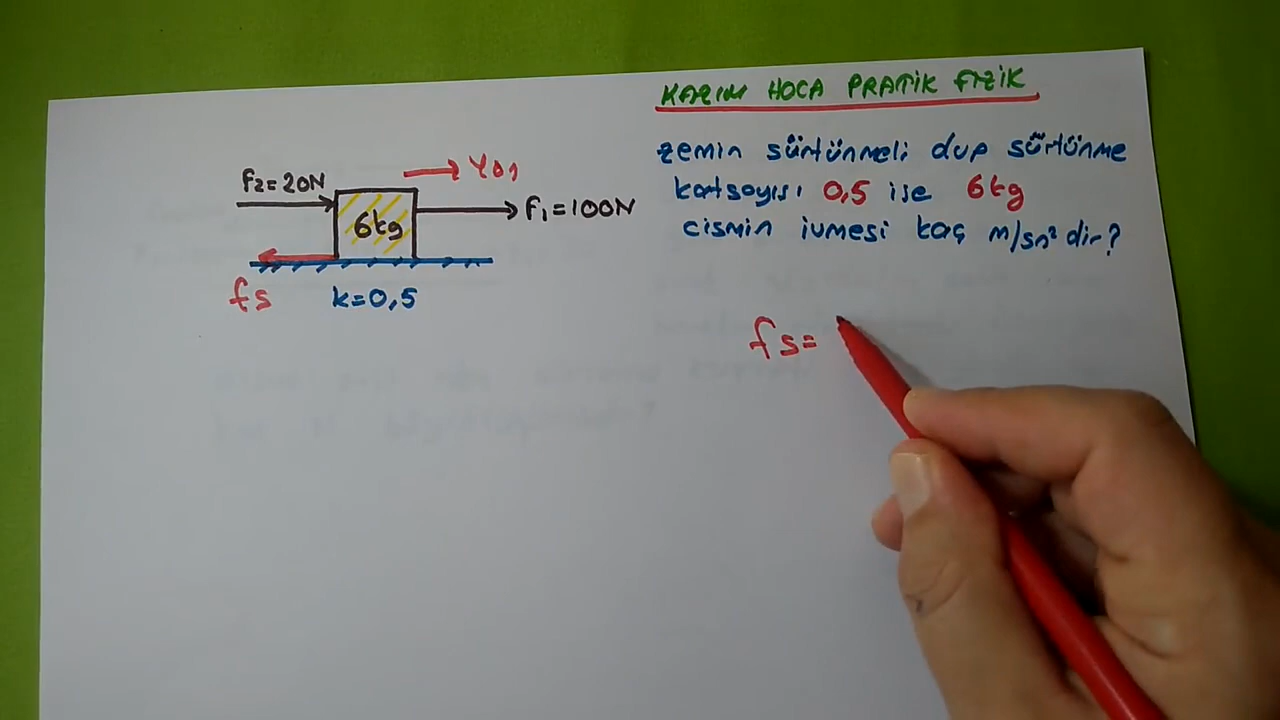 KAZIM HOCA PRATİK FİZİK
zemin sürtünmeli olup sürtünme
katsayısı 0,5 ise 6kg
cismin ivmesi kaç m/sn² dir?
F2=20N
yön
6kg
F1=100N
fs
k=0,5
fs=